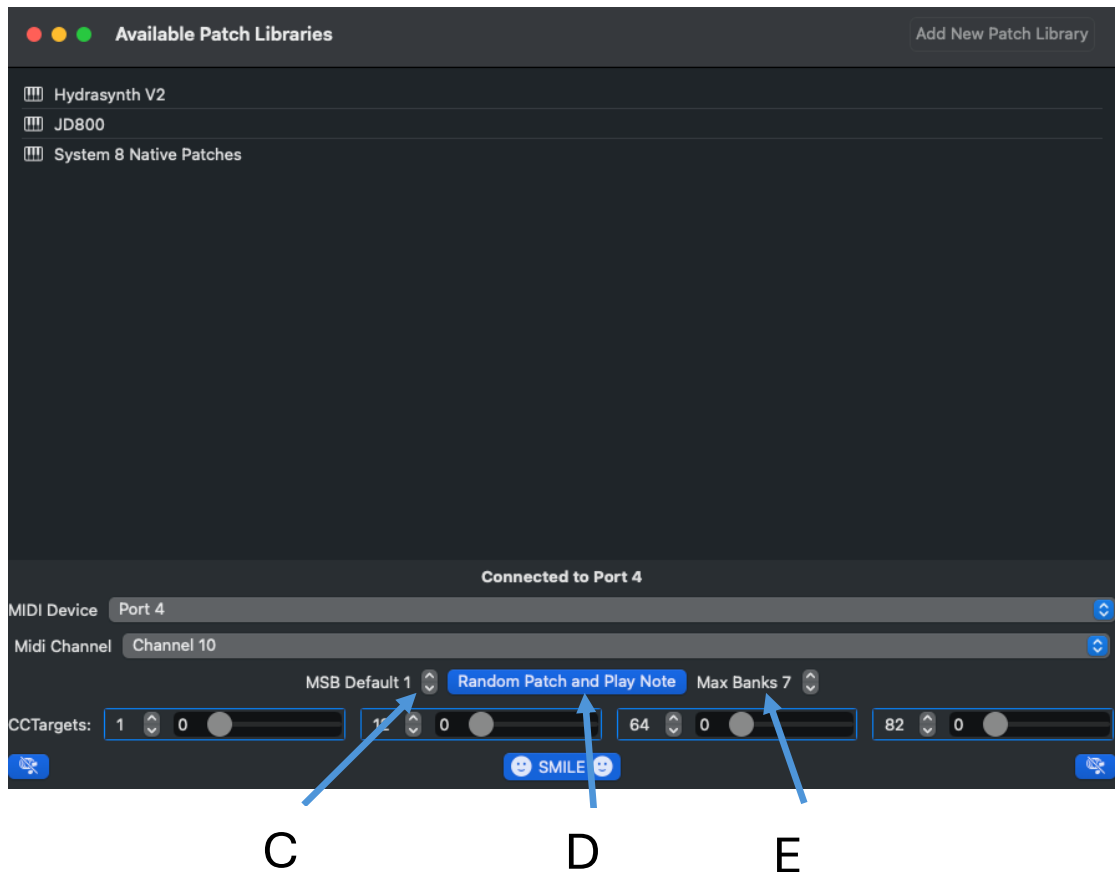 Available Patch Libraries Add New Patch Library
Hydrasynth V2
JD800
System 8 Native Patches
Connected to Port 4
MIDI Device Port 4
Midi Channel Channel 10
MSB Default 1 Random Patch and Play Note Max Banks 7
CCTargets: 1 0 0 64 0 82 0
SMILE
C D E